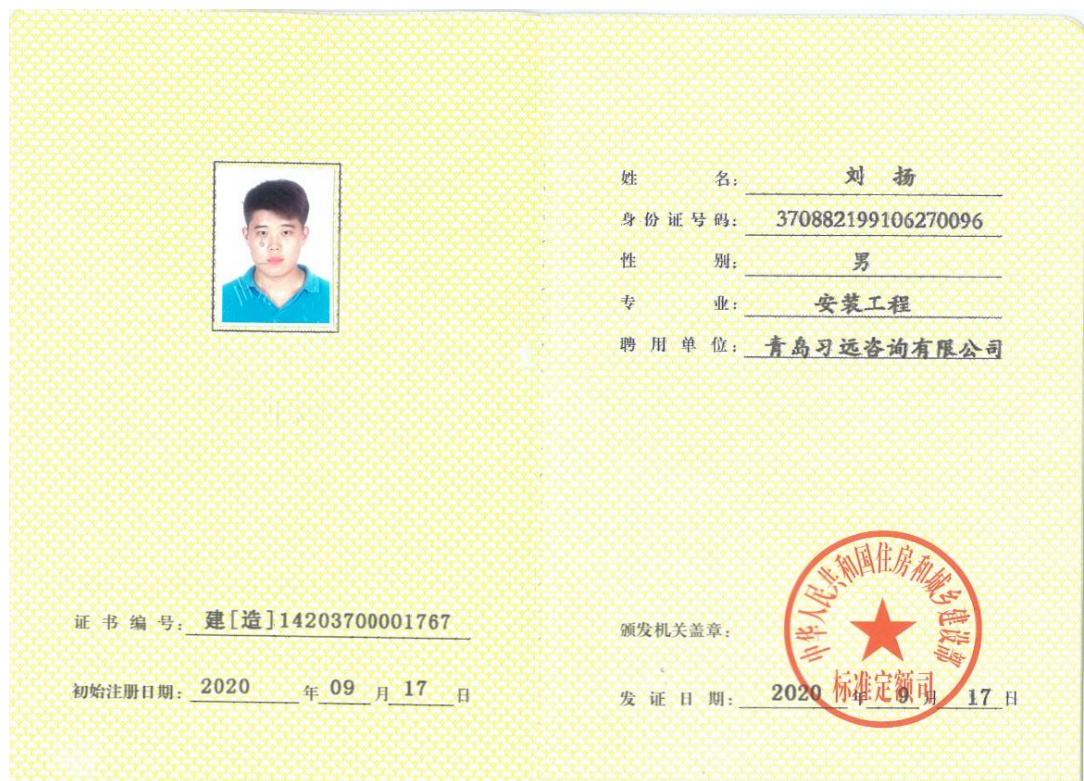 姓名：刘 扬
身份证号码：370882199106270096
性别：男
专业：安装工程
聘用单位：青岛习远咨询有限公司
证书编号：建[造]14203700001767
初始注册日期：2020 年 09 月 17 日
颁发机关盖章：
中华人民共和国住房和城乡建设部
标准定额司
发证日期：2020 年 9 月 17 日